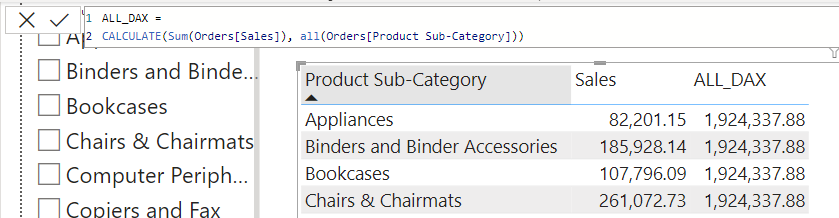 1 ALL_DAX =
2 CALCULATE(Sum(Orders[Sales]), all(Orders[Product Sub-Category]))
Binders and Binde...
Bookcases
Chairs & Chairmats
Computer Periph...
Copiers and Fax
Product Sub-Category Sales ALL_DAX
Appliances 82,201.15 1,924,337.88
Binders and Binder Accessories 185,928.14 1,924,337.88
Bookcases 107,796.09 1,924,337.88
Chairs & Chairmats 261,072.73 1,924,337.88